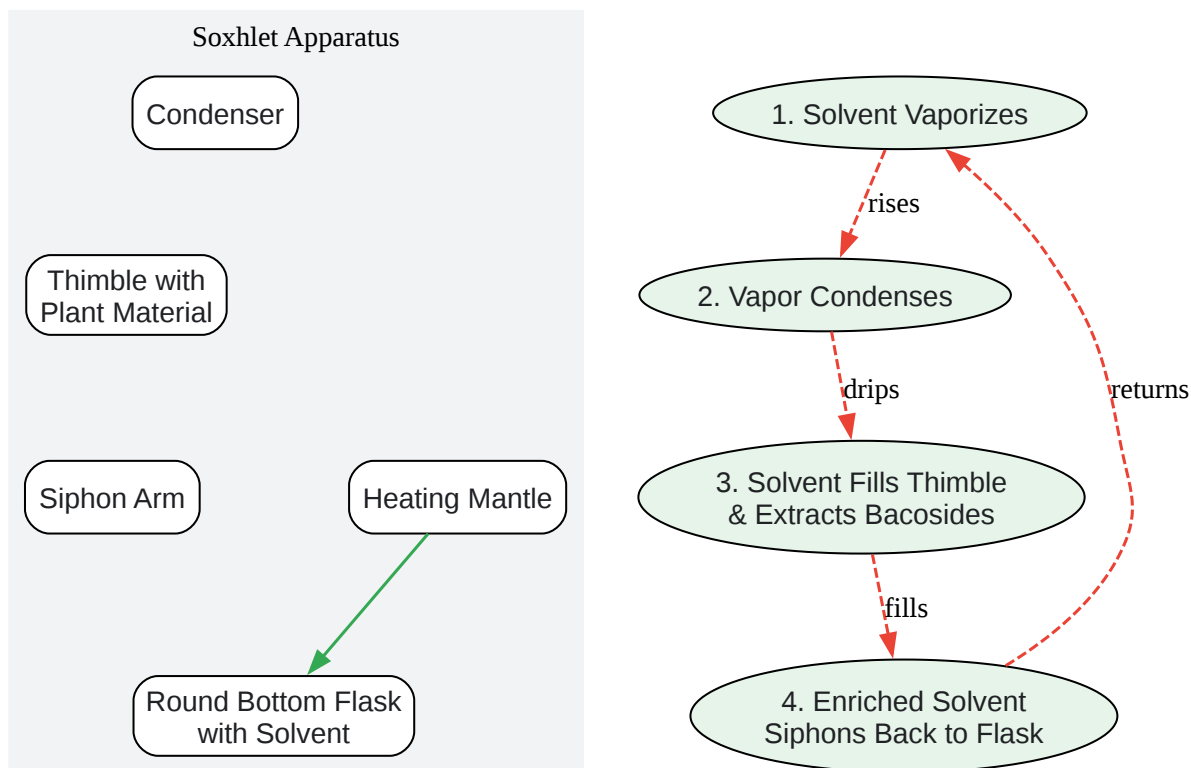 Soxhlet Apparatus
Condenser
Thimble with
Plant Material
Siphon Arm
Heating Mantle
Round Bottom Flask
with Solvent
1. Solvent Vaporizes
rises
2. Vapor Condenses
drips
returns
3. Solvent Fills Thimble
& Extracts Bacosides
fills
4. Enriched Solvent
Siphons Back to Flask